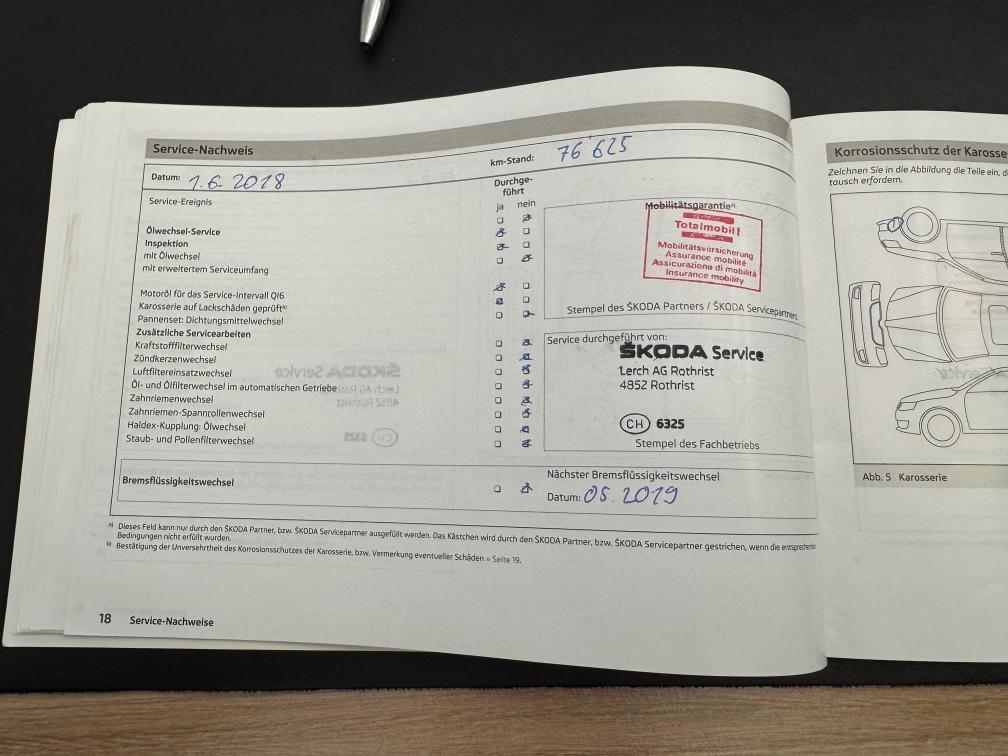 Service-Nachweis
Datum: 1.6.2018
km-Stand: 76'625
Service-Ereignis
Durchge-
führt
ja nein
Ölwechsel-Service
Inspektion
mit Ölwechsel
mit erweitertem Serviceumfang
Motoröl für das Service-Intervall QI6
Karosserie auf Lackschäden geprüft b)
Pannenset: Dichtungsmittelwechsel
Zusätzliche Servicearbeiten
Kraftstofffilterwechsel
Zündkerzenwechsel
Luftfiltereinsatzwechsel
Öl- und Ölfilterwechsel im automatischen Getriebe
Zahnriemenwechsel
Zahnriemen-Spannrollenwechsel
Haldex-Kupplung: Ölwechsel
Staub- und Pollenfilterwechsel
Mobilitätsgarantie a)
Totalmobil!
Mobilitätsversicherung
Assurance mobilité
Assicurazione di mobilità
Insurance mobility
Stempel des ŠKODA Partners / ŠKODA Servicepartners
Service durchgeführt von:
ŠKODA Service
Lerch AG Rothrist
4852 Rothrist
CH 6325
Stempel des Fachbetriebs
Bremsflüssigkeitswechsel
Nächster Bremsflüssigkeitswechsel
Datum: 05.2019
a) Dieses Feld kann nur durch den ŠKODA Partner, bzw. ŠKODA Servicepartner ausgefüllt werden. Das Kästchen wird durch den ŠKODA Partner, bzw. ŠKODA Servicepartner gestrichen, wenn die entsprechenden
Bedingungen nicht erfüllt wurden.
b) Bestätigung der Unversehrtheit des Korrosionsschutzes der Karosserie, bzw. Vermerkung eventueller Schäden » Seite 19.
18 Service-Nachweise
Korrosionsschutz der Karosse
Zeichnen Sie in die Abbildung die Teile ein, d
tausch erfordern.
Abb. 5 Karosserie